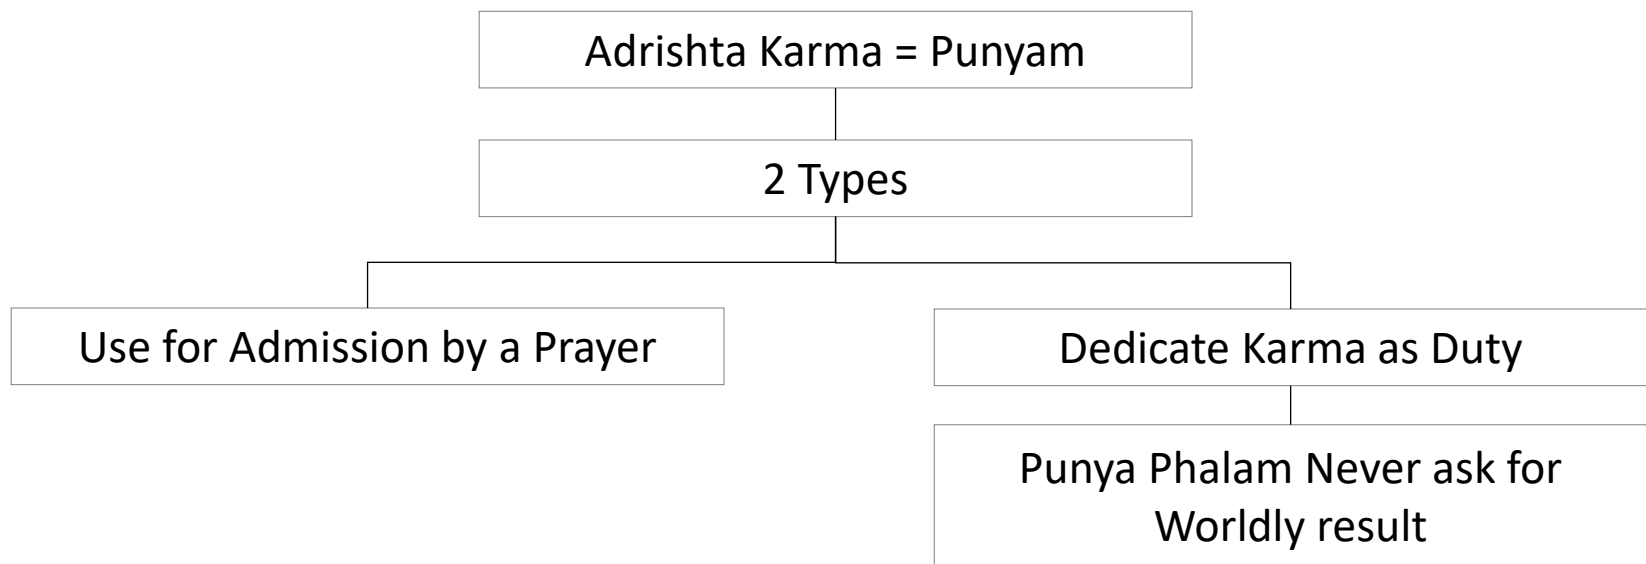 Adrishta Karma = Punyam
2 Types
Use for Admission by a Prayer
Dedicate Karma as Duty
Punya Phalam Never ask for
Worldly result